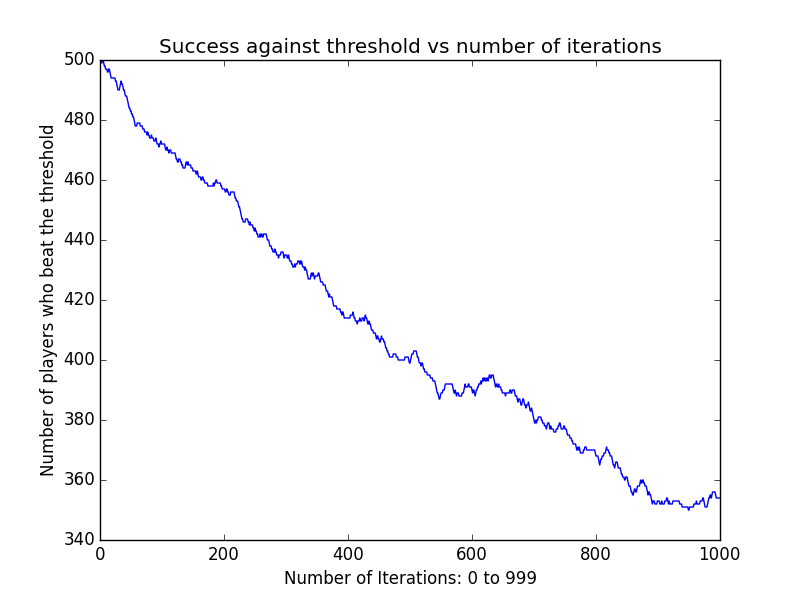 Success against threshold vs number of iterations
Number of players who beat the threshold
500
480
460
440
420
400
380
360
340
0 200 400 600 800 1000
Number of Iterations: 0 to 999